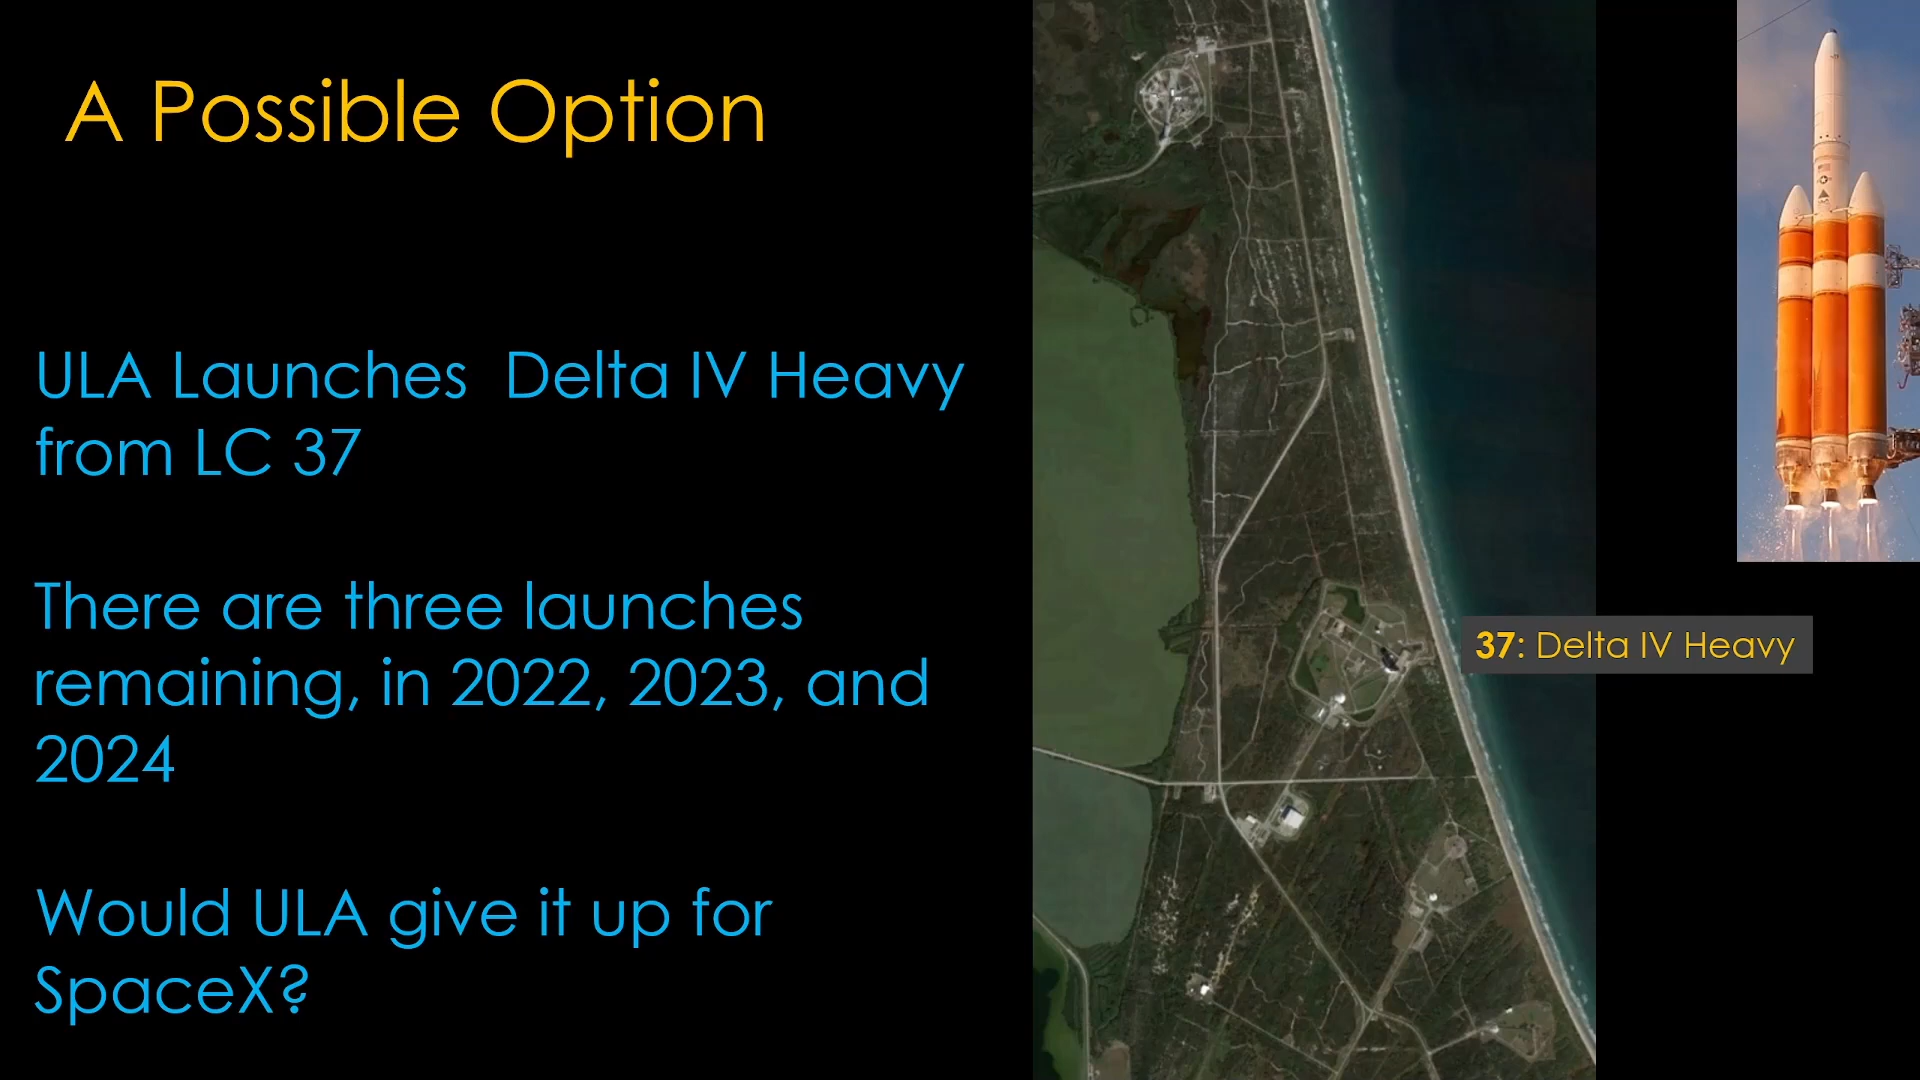 A Possible Option
ULA Launches  Delta IV Heavy
from LC 37
There are three launches
remaining, in 2022, 2023, and
2024
Would ULA give it up for
SpaceX?
37: Delta IV Heavy